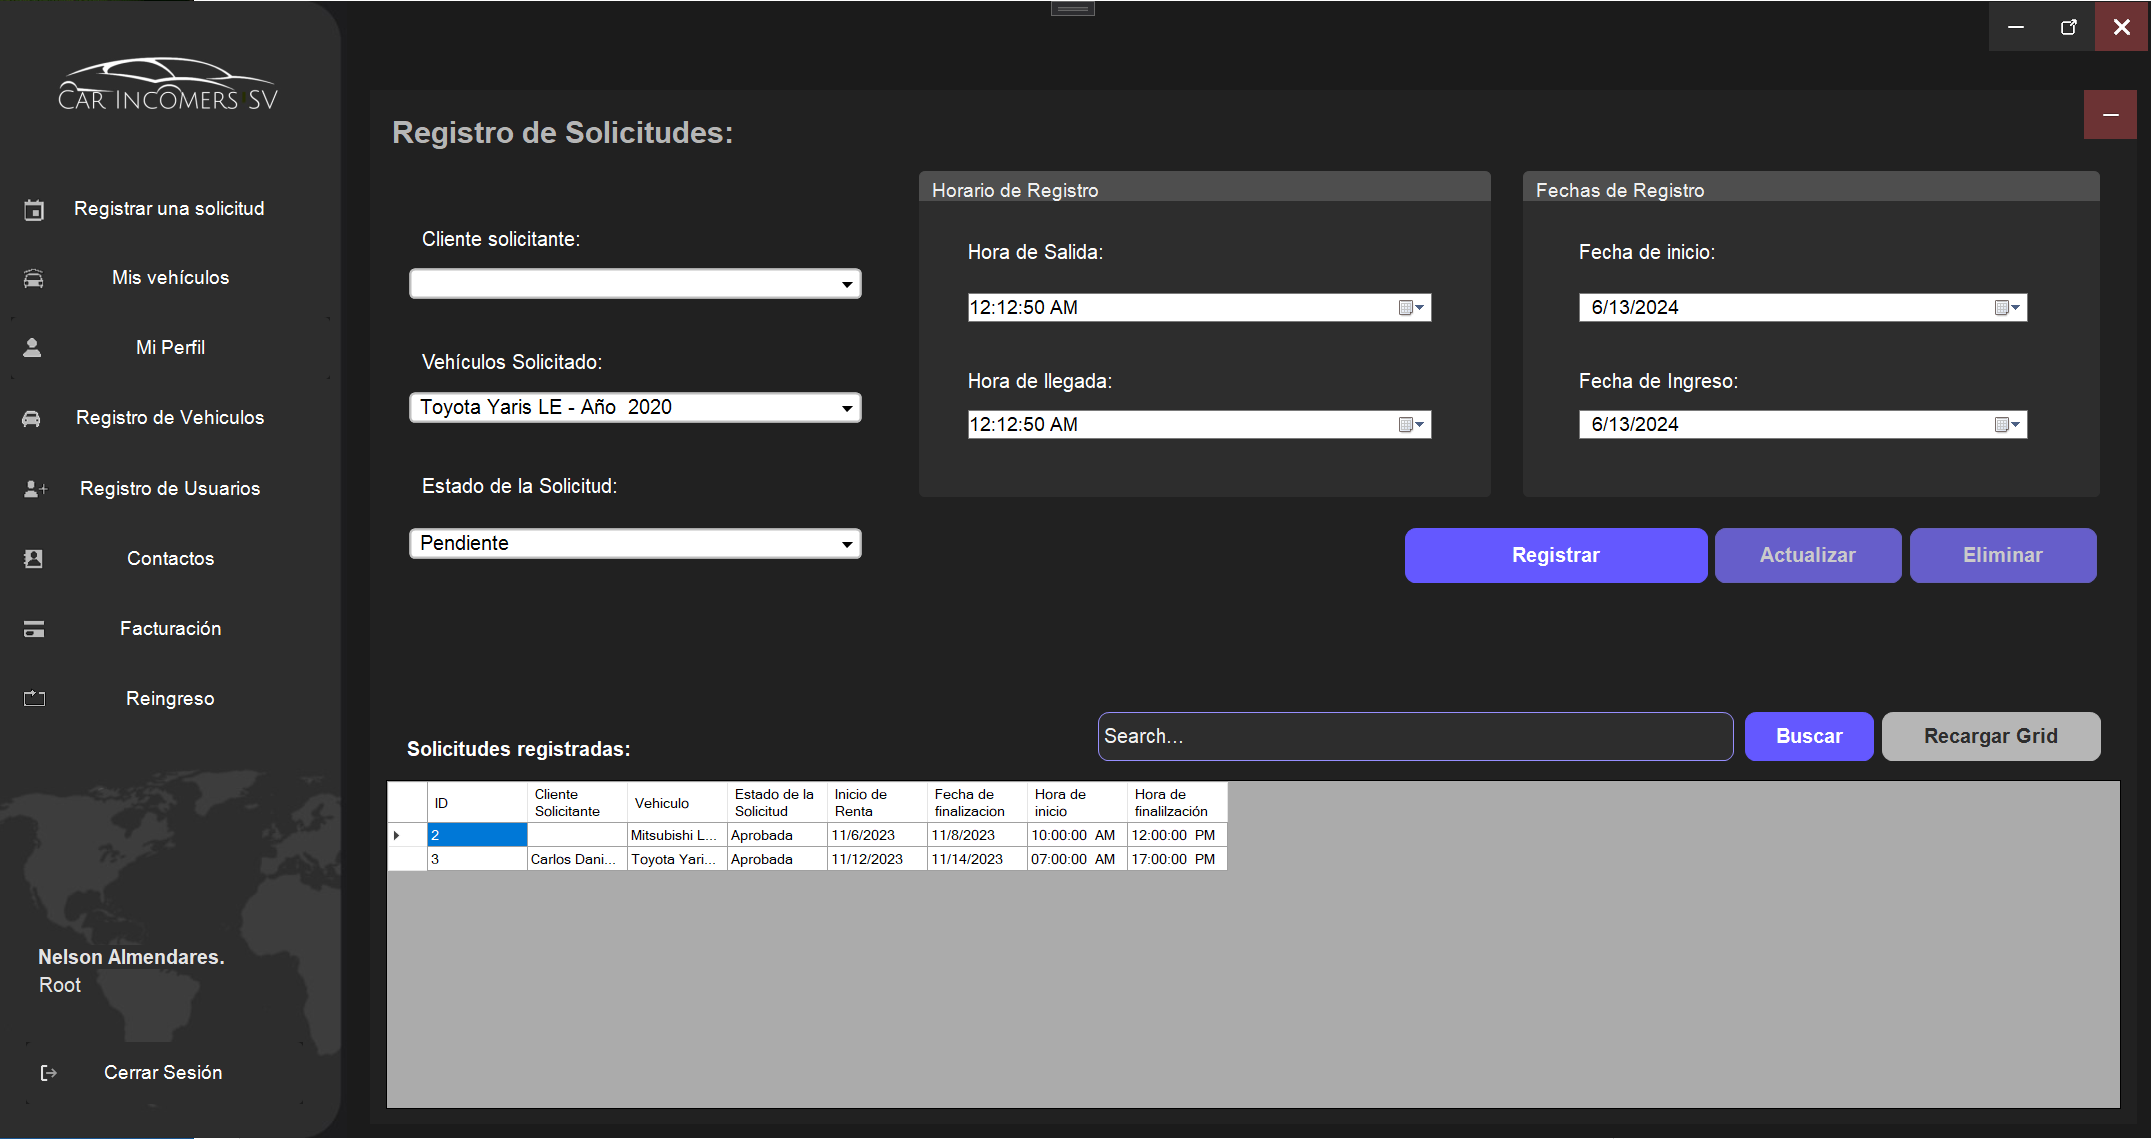 CAR INCOMERS SV
Registrar una solicitud
Mis vehículos
Mi Perfil
Registro de Vehiculos
Registro de Usuarios
Contactos
Facturación
Reingreso
Nelson Almendares.
Root
Cerrar Sesión
Registro de Solicitudes:
Cliente solicitante:
Vehículos Solicitado:
Toyota Yaris LE - Año  2020
Estado de la Solicitud:
Pendiente
Horario de Registro
Hora de Salida:
12:12:50 AM
Hora de llegada:
12:12:50 AM
Fechas de Registro
Fecha de inicio:
6/13/2024
Fecha de Ingreso:
6/13/2024
Registrar Actualizar Eliminar
Solicitudes registradas:
Search... Buscar Recargar Grid
ID Cliente Solicitante Vehiculo Estado de la Solicitud Inicio de Renta Fecha de finalizacion Hora de inicio Hora de finalilzación
2 Mitsubishi L... Aprobada 11/6/2023 11/8/2023 10:00:00 AM 12:00:00 PM
3 Carlos Dani... Toyota Yari... Aprobada 11/12/2023 11/14/2023 07:00:00 AM 17:00:00 PM